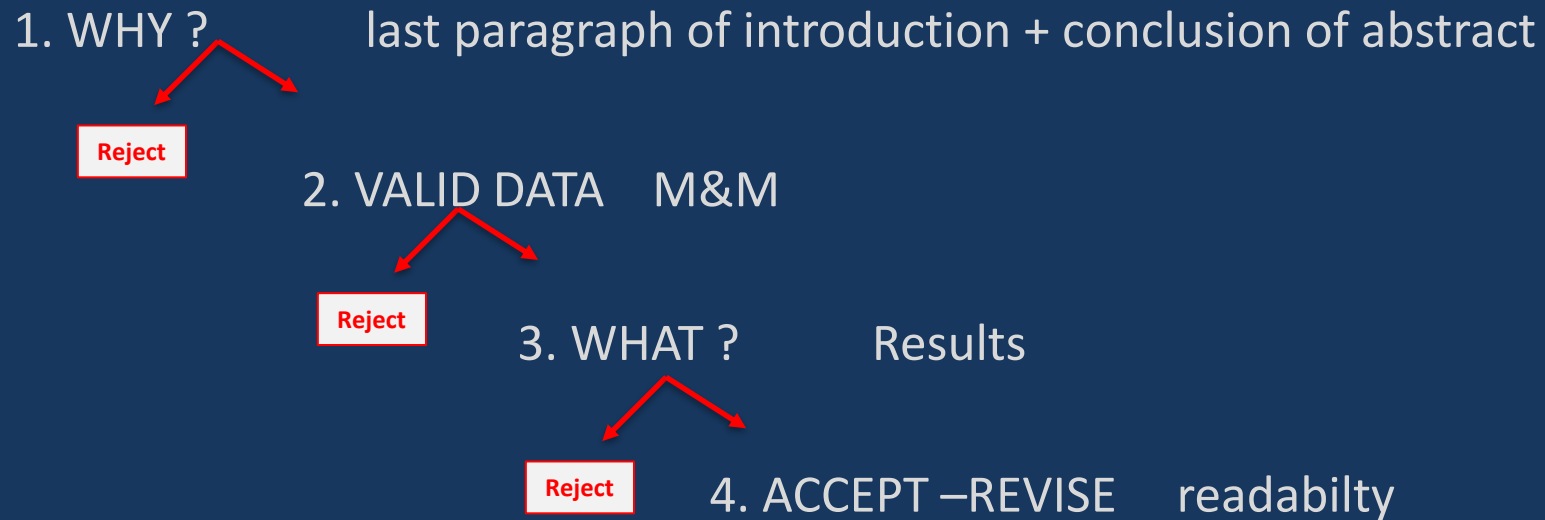 1. WHY ? last paragraph of introduction + conclusion of abstract
Reject
2. VALID DATA M&M
Reject
3. WHAT ? Results
Reject
4. ACCEPT –REVISE readabilty